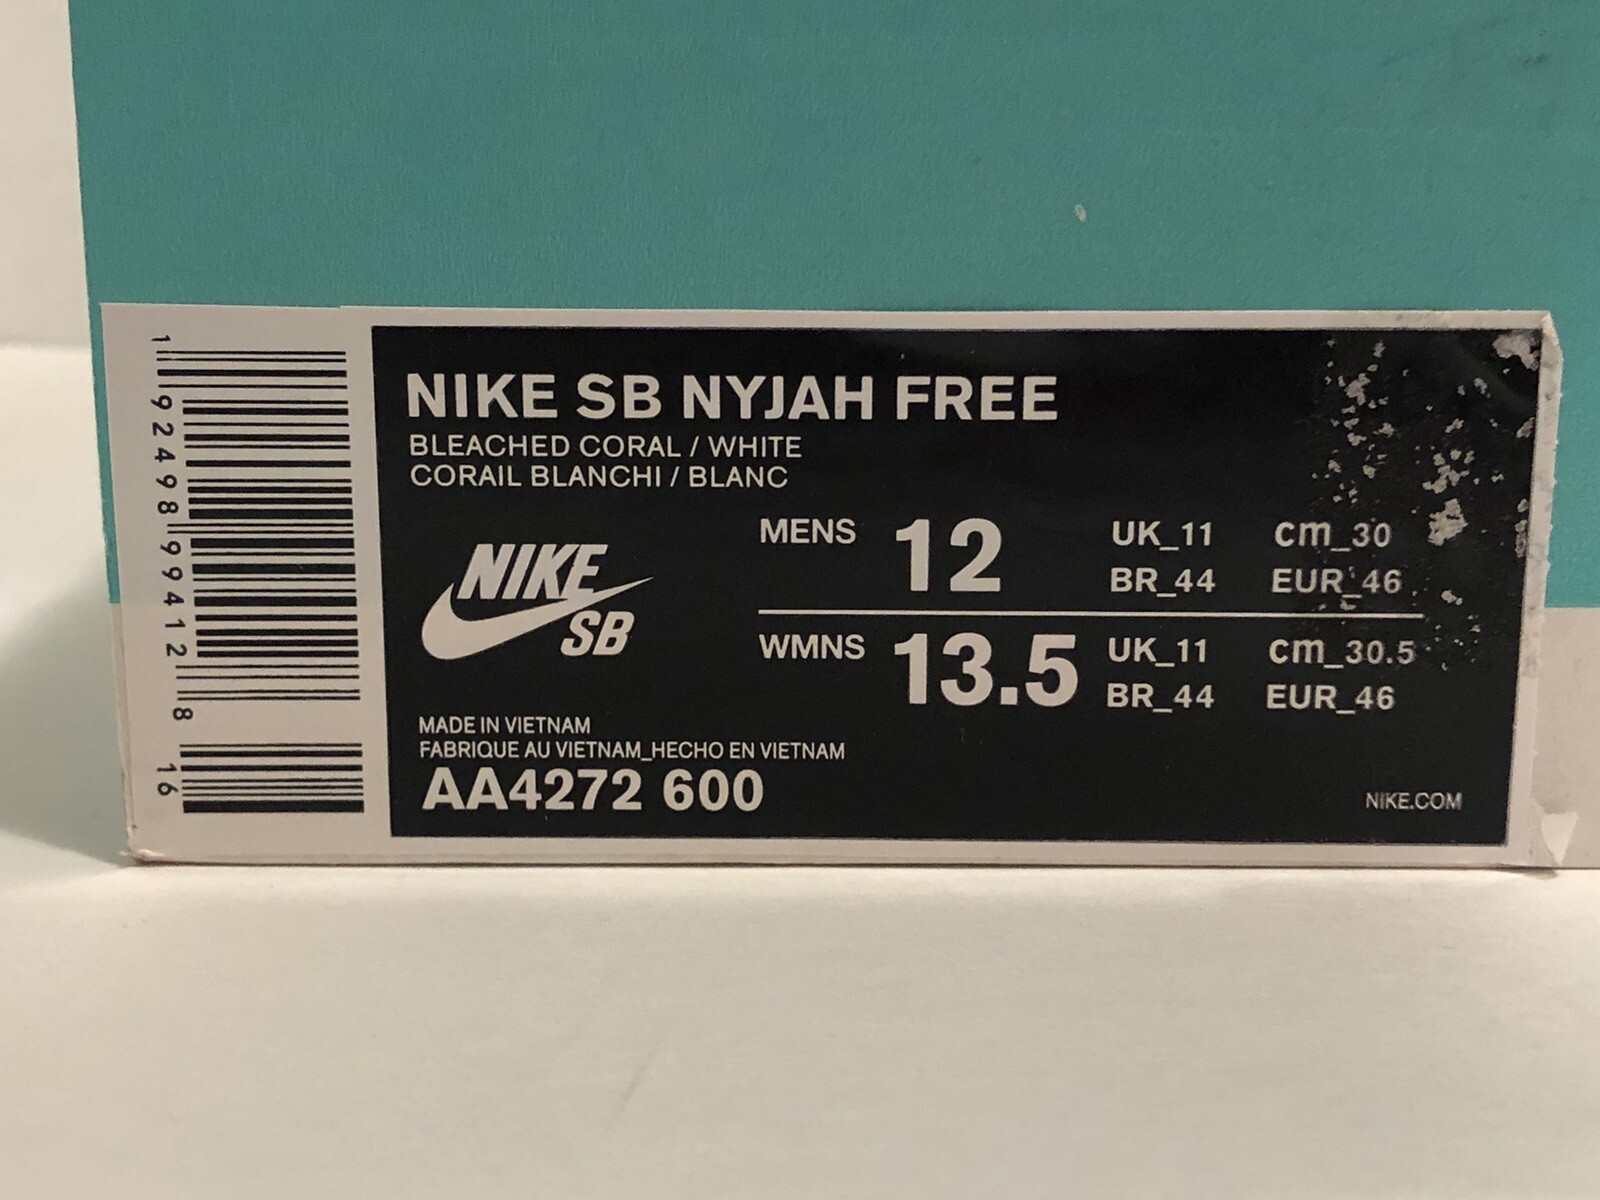 1 92498 99412 8
16
NIKE SB NYJAH FREE
BLEACHED CORAL / WHITE
CORAIL BLANCHI / BLANC
NIKE
SB
MENS 12 UK_11 cm_30
BR_44 EUR_46
WMNS 13.5 UK_11 cm_30.5
BR_44 EUR_46
MADE IN VIETNAM
FABRIQUE AU VIETNAM_HECHO EN VIETNAM
AA4272 600
NIKE.COM